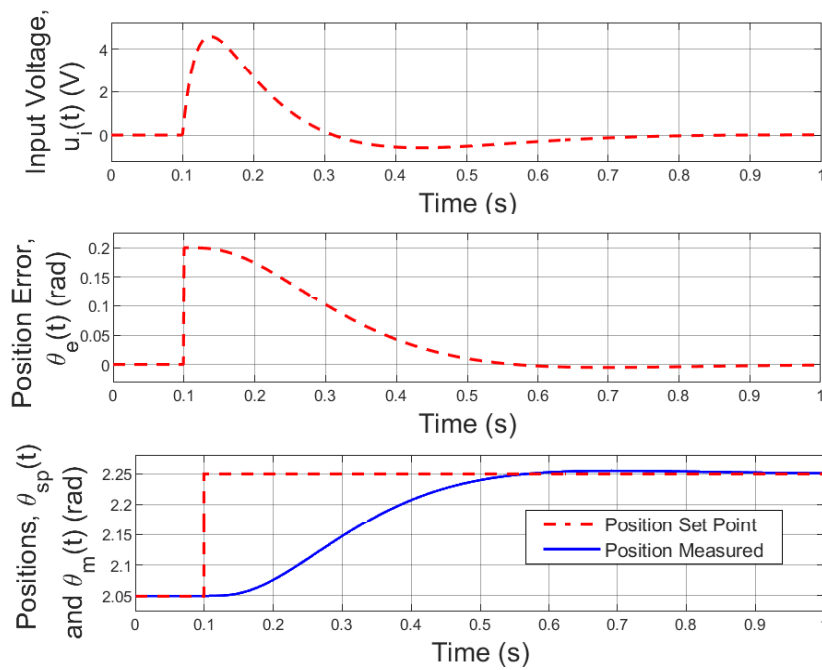 Input Voltage,
u_i(t) (V)
4
2
0
0 0.1 0.2 0.3 0.4 0.5 0.6 0.7 0.8 0.9 1
Time (s)
Position Error,
θ_e(t) (rad)
0.2
0.15
0.1
0.05
0
0 0.1 0.2 0.3 0.4 0.5 0.6 0.7 0.8 0.9 1
Time (s)
Positions, θ_sp(t)
and θ_m(t) (rad)
2.25
2.2
2.15
2.1
2.05
Position Set Point
Position Measured
0 0.1 0.2 0.3 0.4 0.5 0.6 0.7 0.8 0.9 1
Time (s)